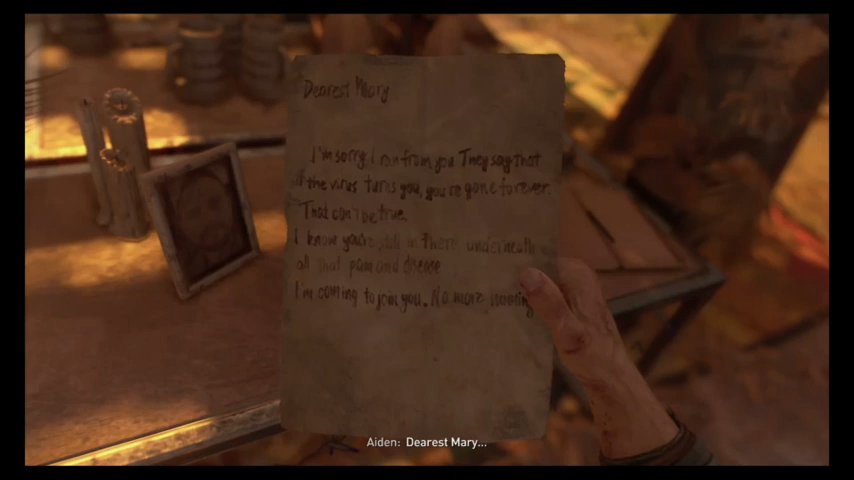 Dearest Mary
I'm sorry I ran from you They say That
if the virus turns you, you're gone forever.
That can't be true.
I know you're still in there underneath
all that pain and disease
I'm coming to join you. No more running
Aiden: Dearest Mary...